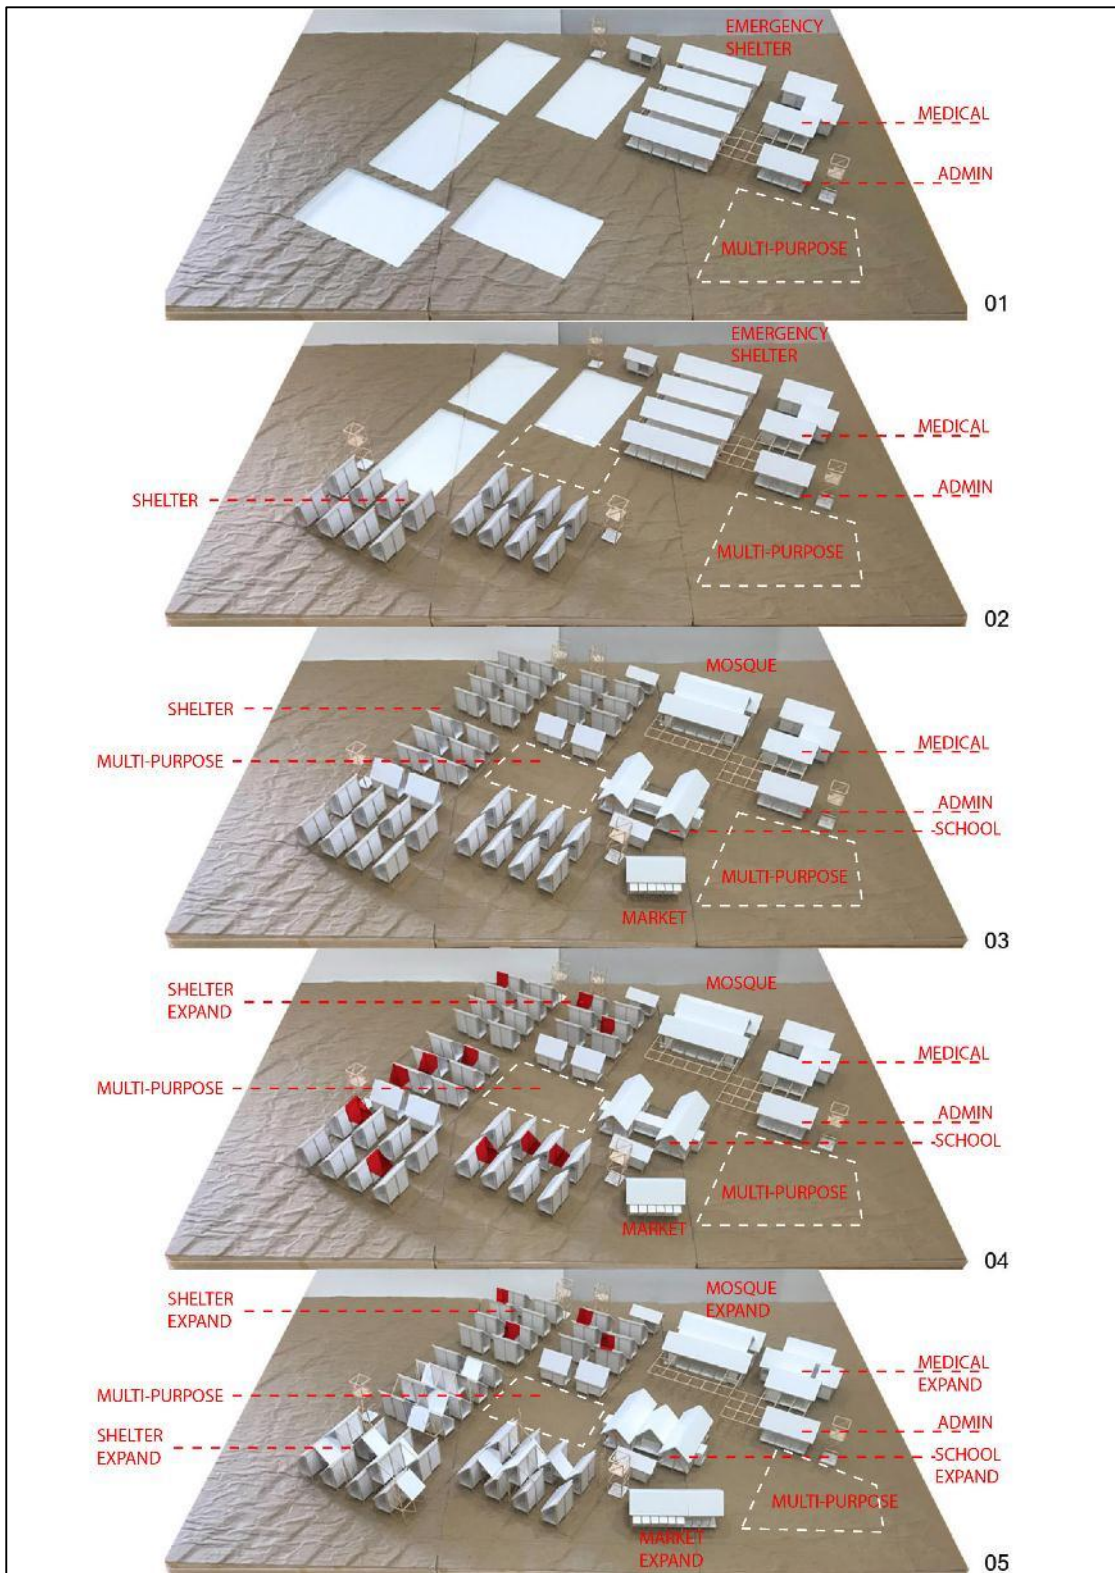 EMERGENCY
SHELTER
MEDICAL
ADMIN
MULTI-PURPOSE
01
EMERGENCY
SHELTER
MEDICAL
SHELTER
ADMIN
MULTI-PURPOSE
02
MOSQUE
SHELTER
MEDICAL
MULTI-PURPOSE
ADMIN
SCHOOL
MULTI-PURPOSE
MARKET
03
SHELTER
EXPAND
MOSQUE
MEDICAL
MULTI-PURPOSE
ADMIN
SCHOOL
MULTI-PURPOSE
MARKET
04
SHELTER
EXPAND
MOSQUE
EXPAND
MEDICAL
EXPAND
MULTI-PURPOSE
ADMIN
SHELTER
EXPAND
SCHOOL
EXPAND
MULTI-PURPOSE
MARKET
EXPAND
05